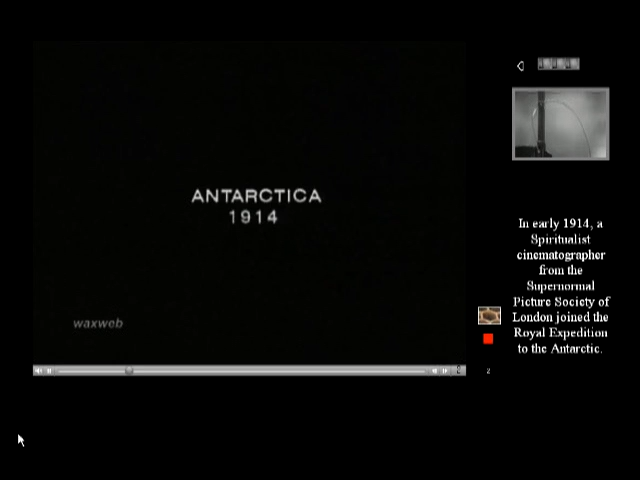 ANTARCTICA
1914
waxweb
In early 1914, a
Spiritualist
cinematographer
from the
Supernormal
Picture Society of
London joined the
Royal Expedition
to the Antarctic.
2